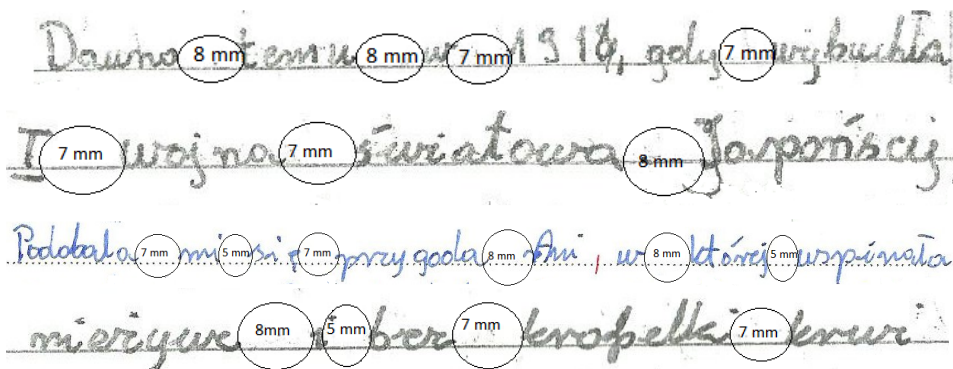 Dawno 8 mm temu 8 mm w 7 mm 1914, gdy 7 mm wybuchła
I 7 mm wojna 7 mm światowa 8 mm Japońscy
Podobała 7 mm mi 5 mm się 7 mm przygoda 8 mm Ani, w 8 mm której 5 mm wspinała
nieżywe 8mm i 5 mm bez 7 mm kropelki 7 mm krwi